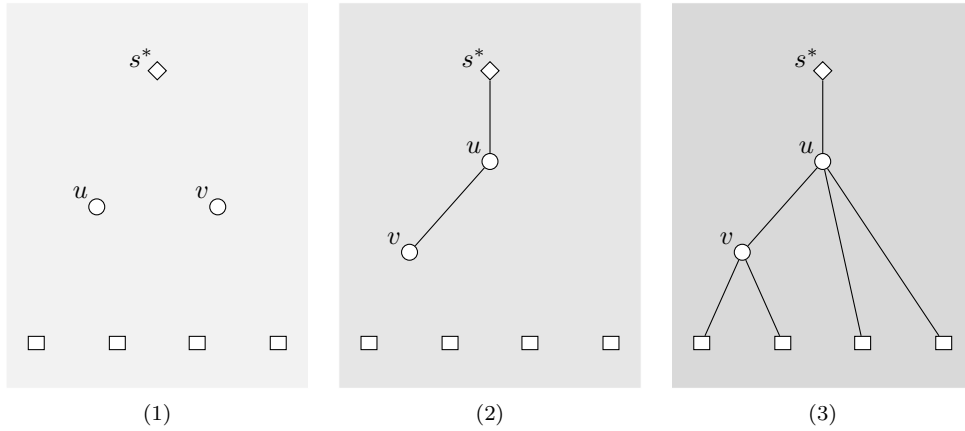 s* s* s*
u v u u
v v
(1) (2) (3)